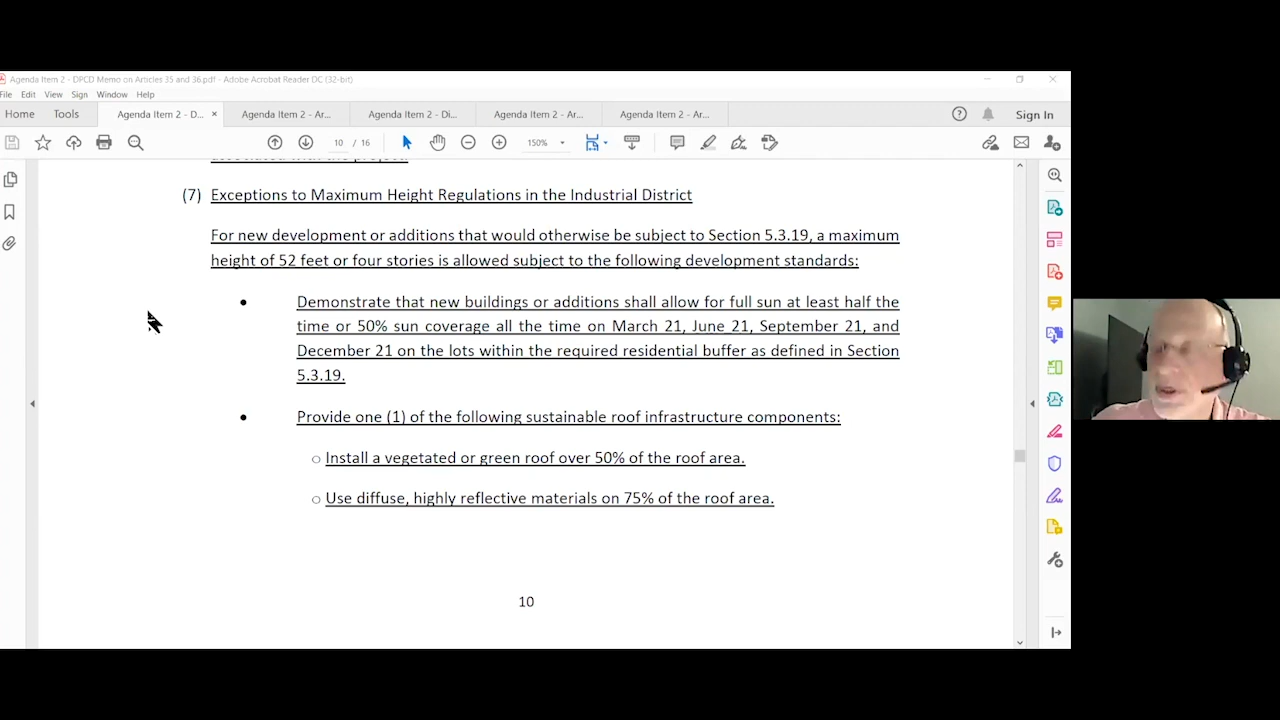 Agenda Item 2 - DPCD Memo on Articles 35 and 36.pdf - Adobe Acrobat Reader DC (32-bit)
File Edit View Sign Window Help
Home Tools Agenda Item 2 - D... × Agenda Item 2 - Ar... Agenda Item 2 - Di... Agenda Item 2 - Ar... Agenda Item 2 - Ar... Sign In
10 / 16 150%
associated with the project.
(7) Exceptions to Maximum Height Regulations in the Industrial District
For new development or additions that would otherwise be subject to Section 5.3.19, a maximum
height of 52 feet or four stories is allowed subject to the following development standards:
• Demonstrate that new buildings or additions shall allow for full sun at least half the
time or 50% sun coverage all the time on March 21, June 21, September 21, and
December 21 on the lots within the required residential buffer as defined in Section
5.3.19.
• Provide one (1) of the following sustainable roof infrastructure components:
○ Install a vegetated or green roof over 50% of the roof area.
○ Use diffuse, highly reflective materials on 75% of the roof area.
10